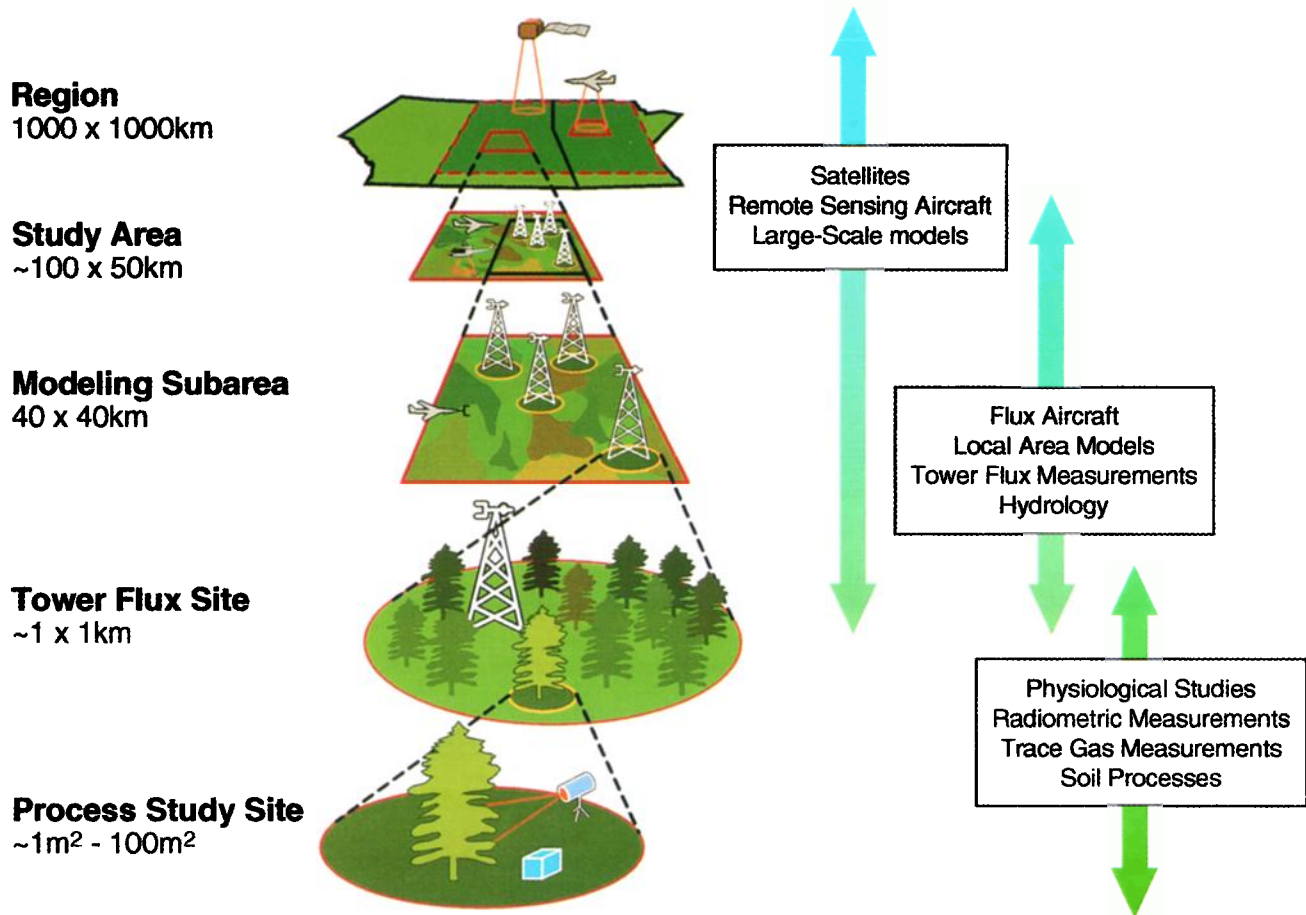 Region
1000 x 1000km
Study Area
~100 x 50km
Modeling Subarea
40 x 40km
Tower Flux Site
~1 x 1km
Process Study Site
~1m² - 100m²
Satellites
Remote Sensing Aircraft
Large-Scale models
Flux Aircraft
Local Area Models
Tower Flux Measurements
Hydrology
Physiological Studies
Radiometric Measurements
Trace Gas Measurements
Soil Processes